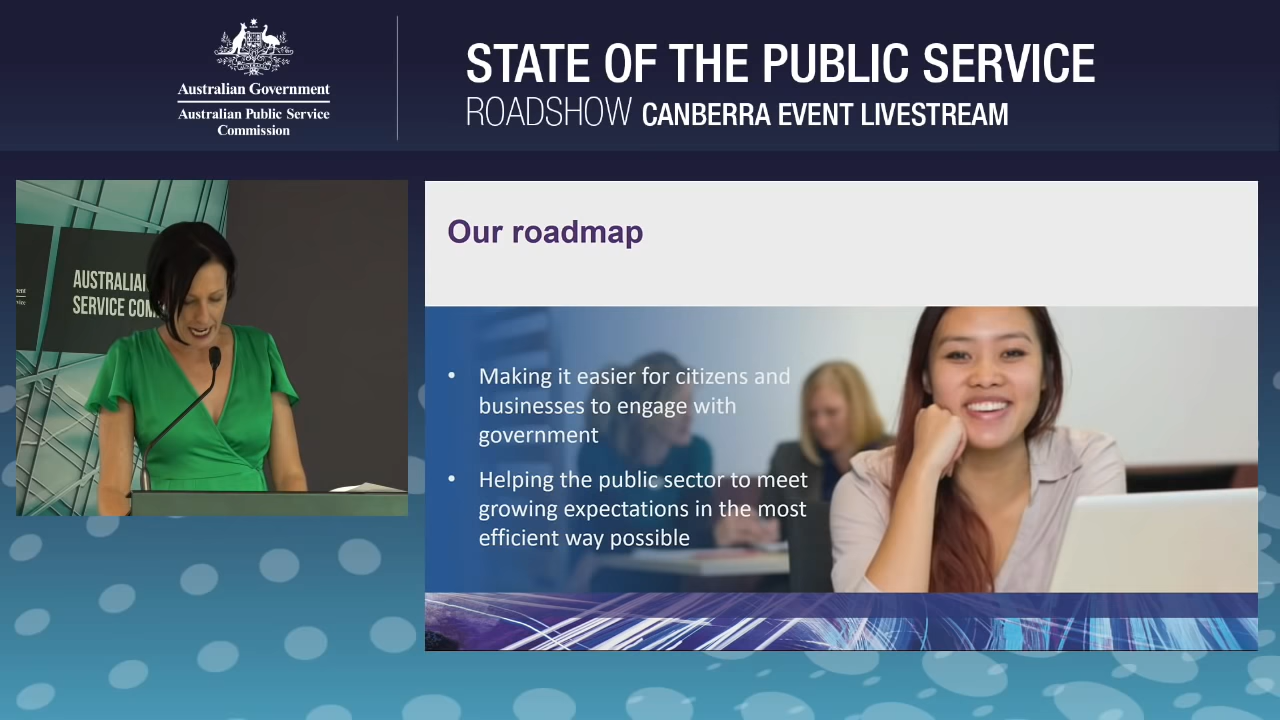 Australian Government
Australian Public Service
Commission
STATE OF THE PUBLIC SERVICE
ROADSHOW CANBERRA EVENT LIVESTREAM
AUSTRALIAN
SERVICE COM
Our roadmap
• Making it easier for citizens and
businesses to engage with
government
• Helping the public sector to meet
growing expectations in the most
efficient way possible